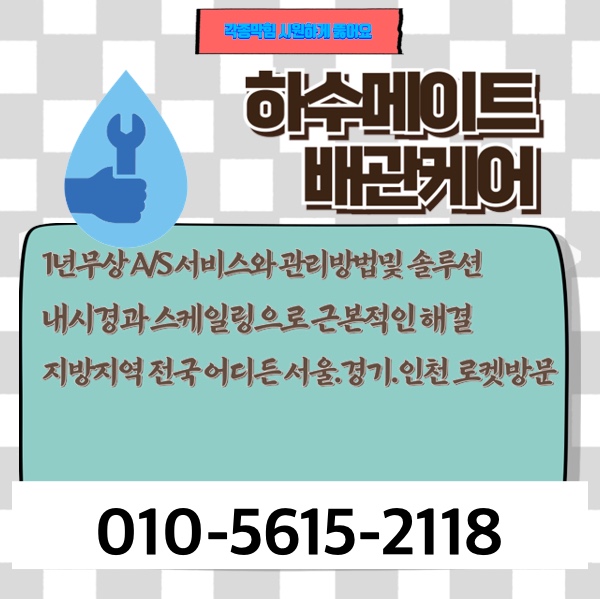 각종막힘 시원하게 뚫어요
하수메이트
배관케어
1년무상 A/S 서비스와 관리방법및 솔루션
내시경과 스케일링으로 근본적인 해결
지방지역 전국 어디든 서울.경기.인천 로켓방문
010-5615-2118